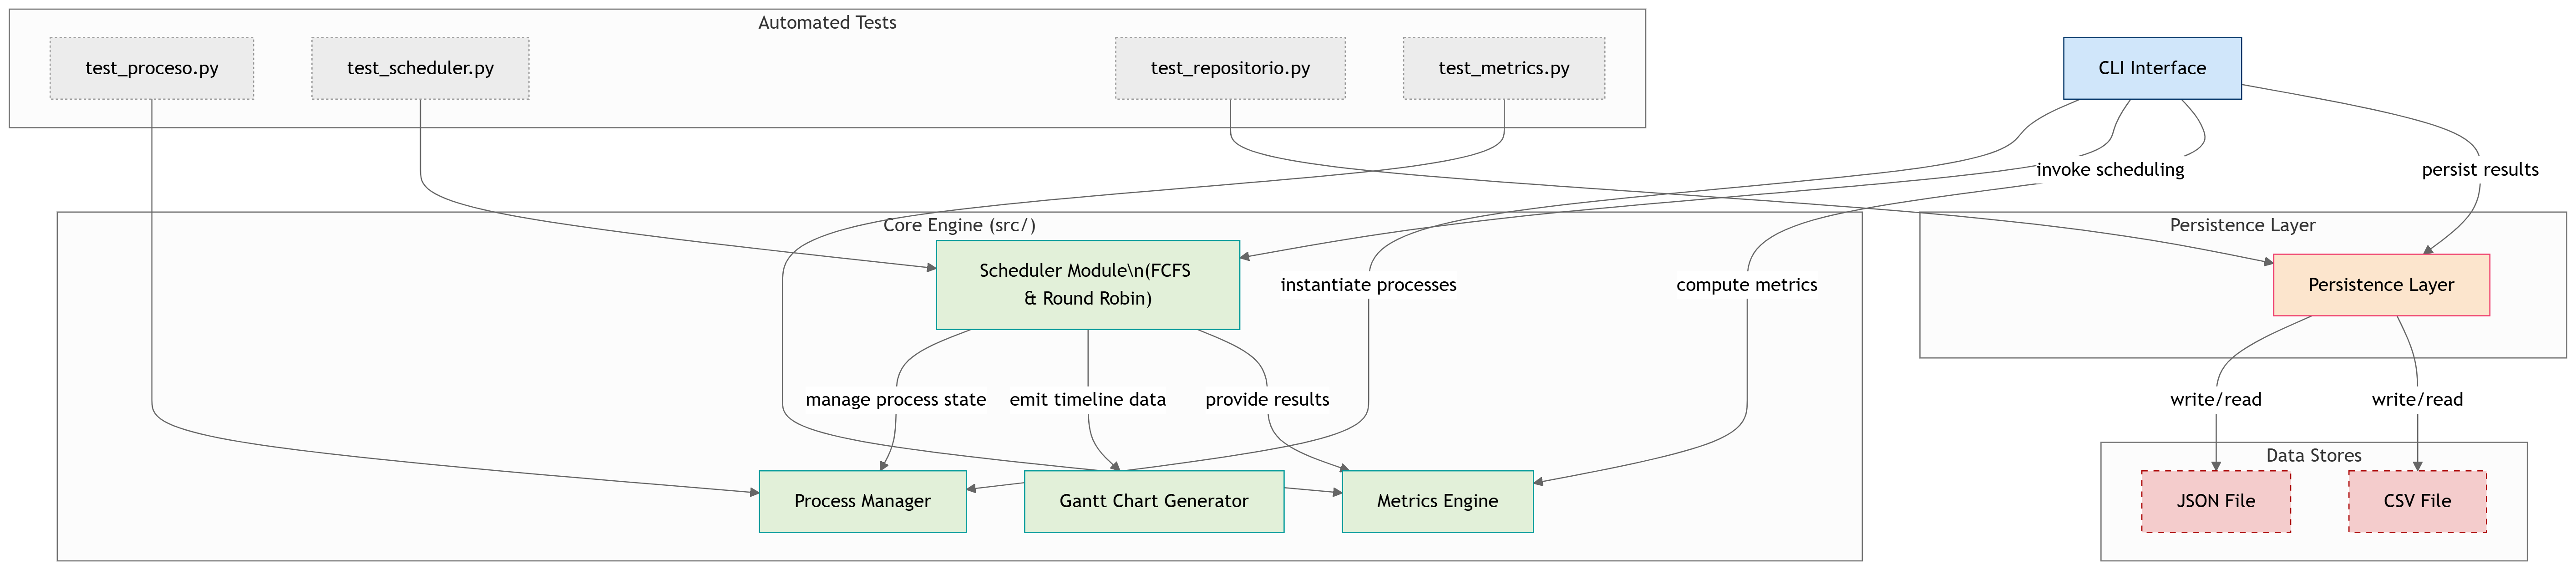 Automated Tests
test_proceso.py
test_scheduler.py
test_repositorio.py
test_metrics.py
CLI Interface
invoke scheduling
persist results
Core Engine (src/)
Persistence Layer
Scheduler Module\n(FCFS
& Round Robin)
instantiate processes
compute metrics
Persistence Layer
manage process state
emit timeline data
provide results
write/read
write/read
Data Stores
Process Manager
Gantt Chart Generator
Metrics Engine
JSON File
CSV File